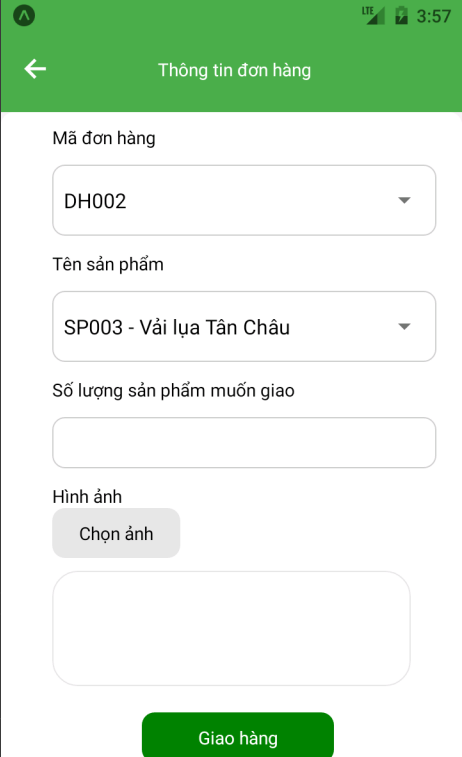 LTE 3:57
Thông tin đơn hàng
Mã đơn hàng
DH002
Tên sản phẩm
SP003 - Vải lụa Tân Châu
Số lượng sản phẩm muốn giao
Hình ảnh
Chọn ảnh
Giao hàng